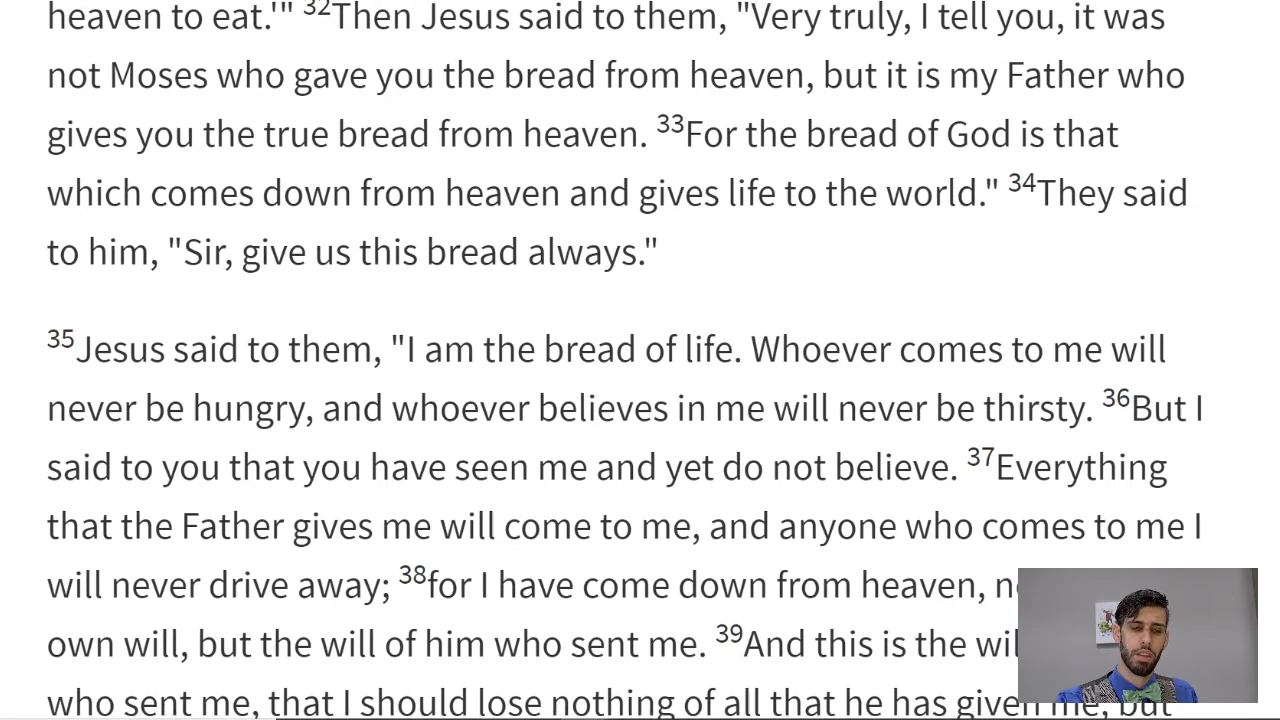 heaven to eat.'" 32Then Jesus said to them, "Very truly, I tell you, it was
not Moses who gave you the bread from heaven, but it is my Father who
gives you the true bread from heaven. 33For the bread of God is that
which comes down from heaven and gives life to the world." 34They said
to him, "Sir, give us this bread always."
35Jesus said to them, "I am the bread of life. Whoever comes to me will
never be hungry, and whoever believes in me will never be thirsty. 36But I
said to you that you have seen me and yet do not believe. 37Everything
that the Father gives me will come to me, and anyone who comes to me I
will never drive away; 38for I have come down from heaven,
own will, but the will of him who sent me. 39And this is the
who sent me, that I should lose nothing of all that he has given me, but